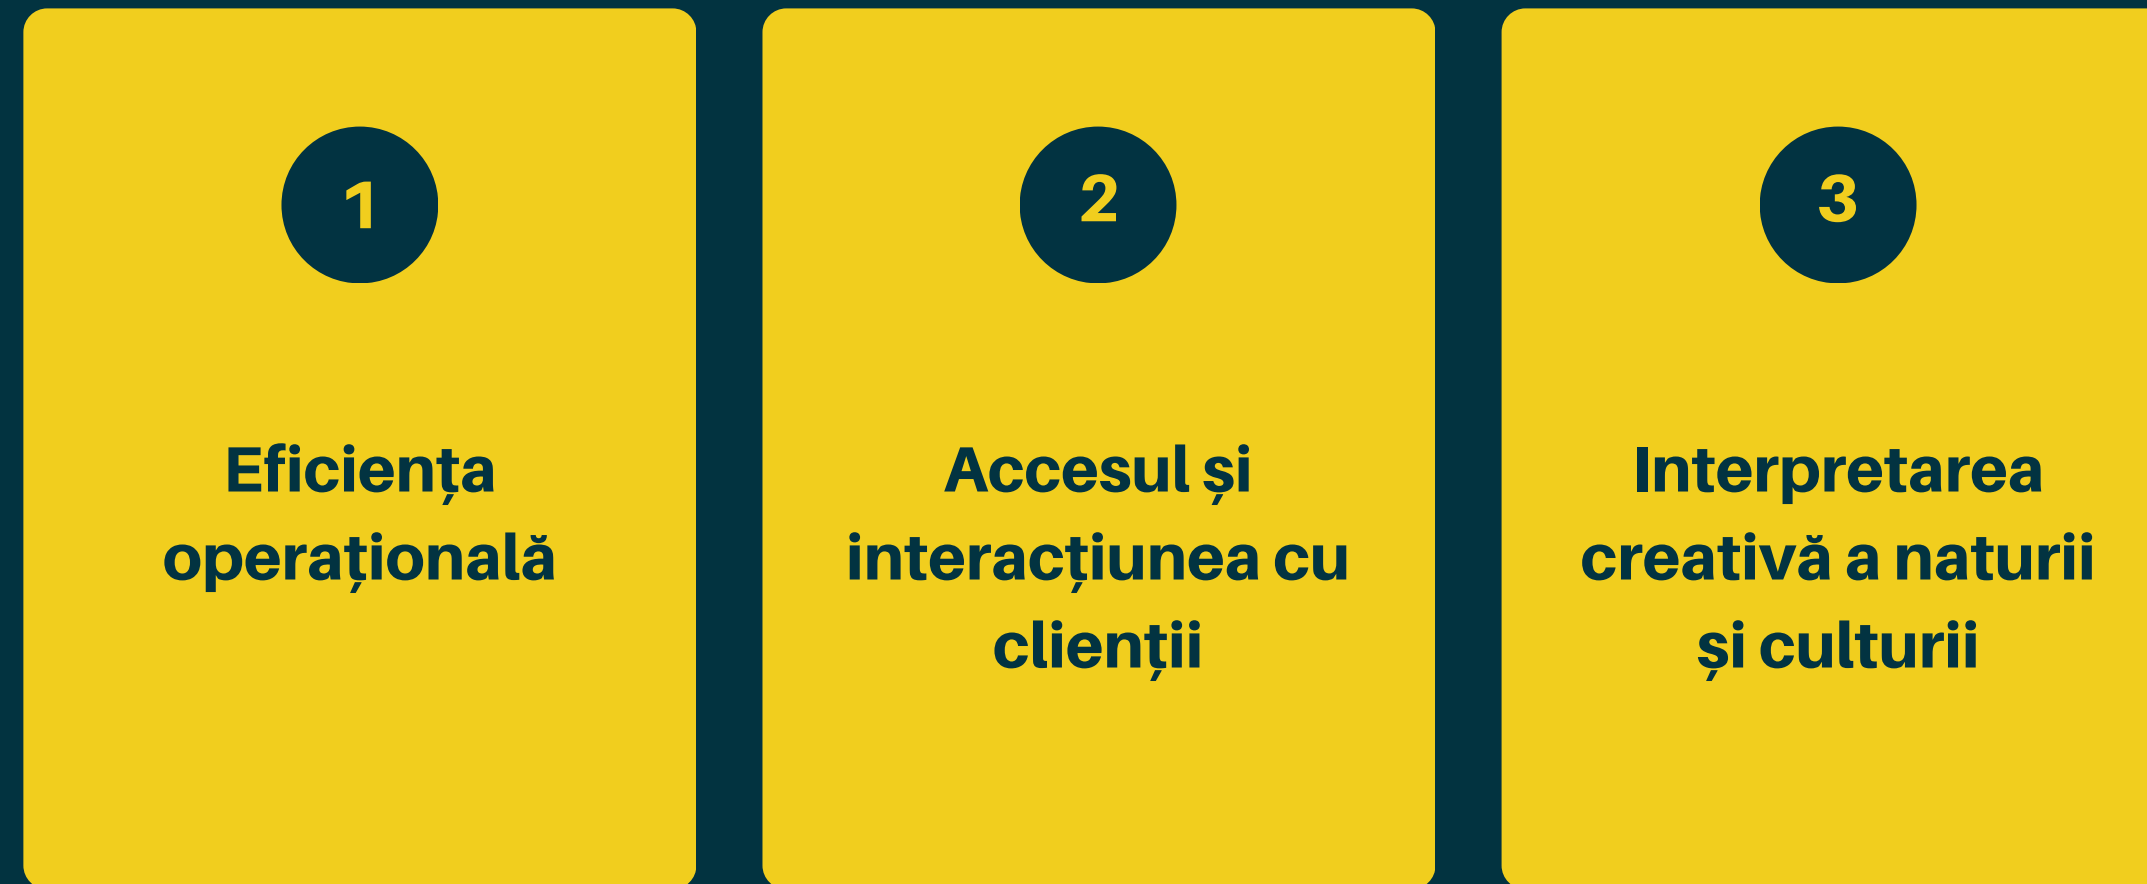 1
Eficiența
operațională
2
Accesul și
interacțiunea cu
clienții
3
Interpretarea
creativă a naturii
și culturii